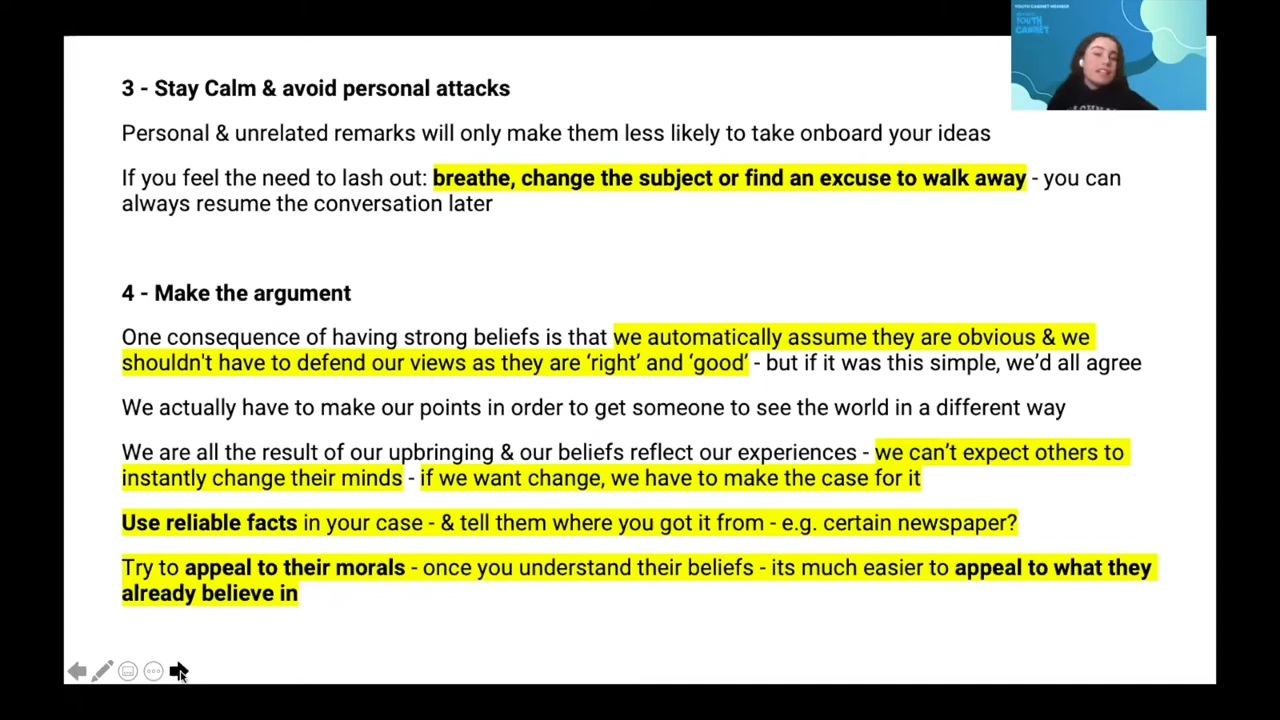 YOUTH CABNET MEMBER
YOUTH
CABNET
3 - Stay Calm & avoid personal attacks
Personal & unrelated remarks will only make them less likely to take onboard your ideas
If you feel the need to lash out: breathe, change the subject or find an excuse to walk away - you can
always resume the conversation later
4 - Make the argument
One consequence of having strong beliefs is that we automatically assume they are obvious & we
shouldn't have to defend our views as they are ‘right’ and ‘good’ - but if it was this simple, we’d all agree
We actually have to make our points in order to get someone to see the world in a different way
We are all the result of our upbringing & our beliefs reflect our experiences - we can’t expect others to
instantly change their minds - if we want change, we have to make the case for it
Use reliable facts in your case - & tell them where you got it from - e.g. certain newspaper?
Try to appeal to their morals - once you understand their beliefs - its much easier to appeal to what they
already believe in